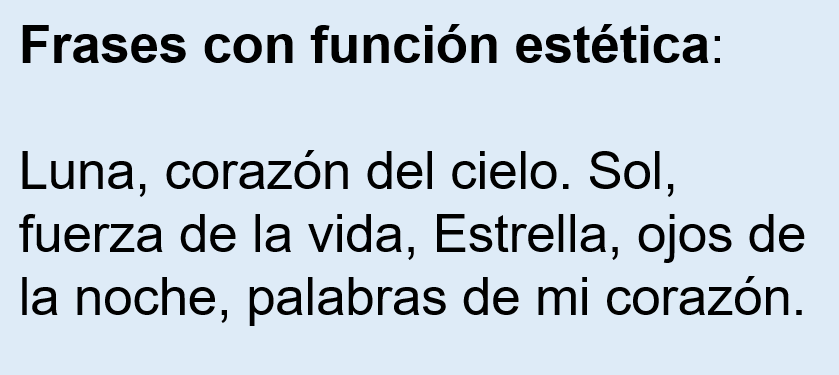 Frases con función estética:
Luna, corazón del cielo. Sol,
fuerza de la vida, Estrella, ojos de
la noche, palabras de mi corazón.